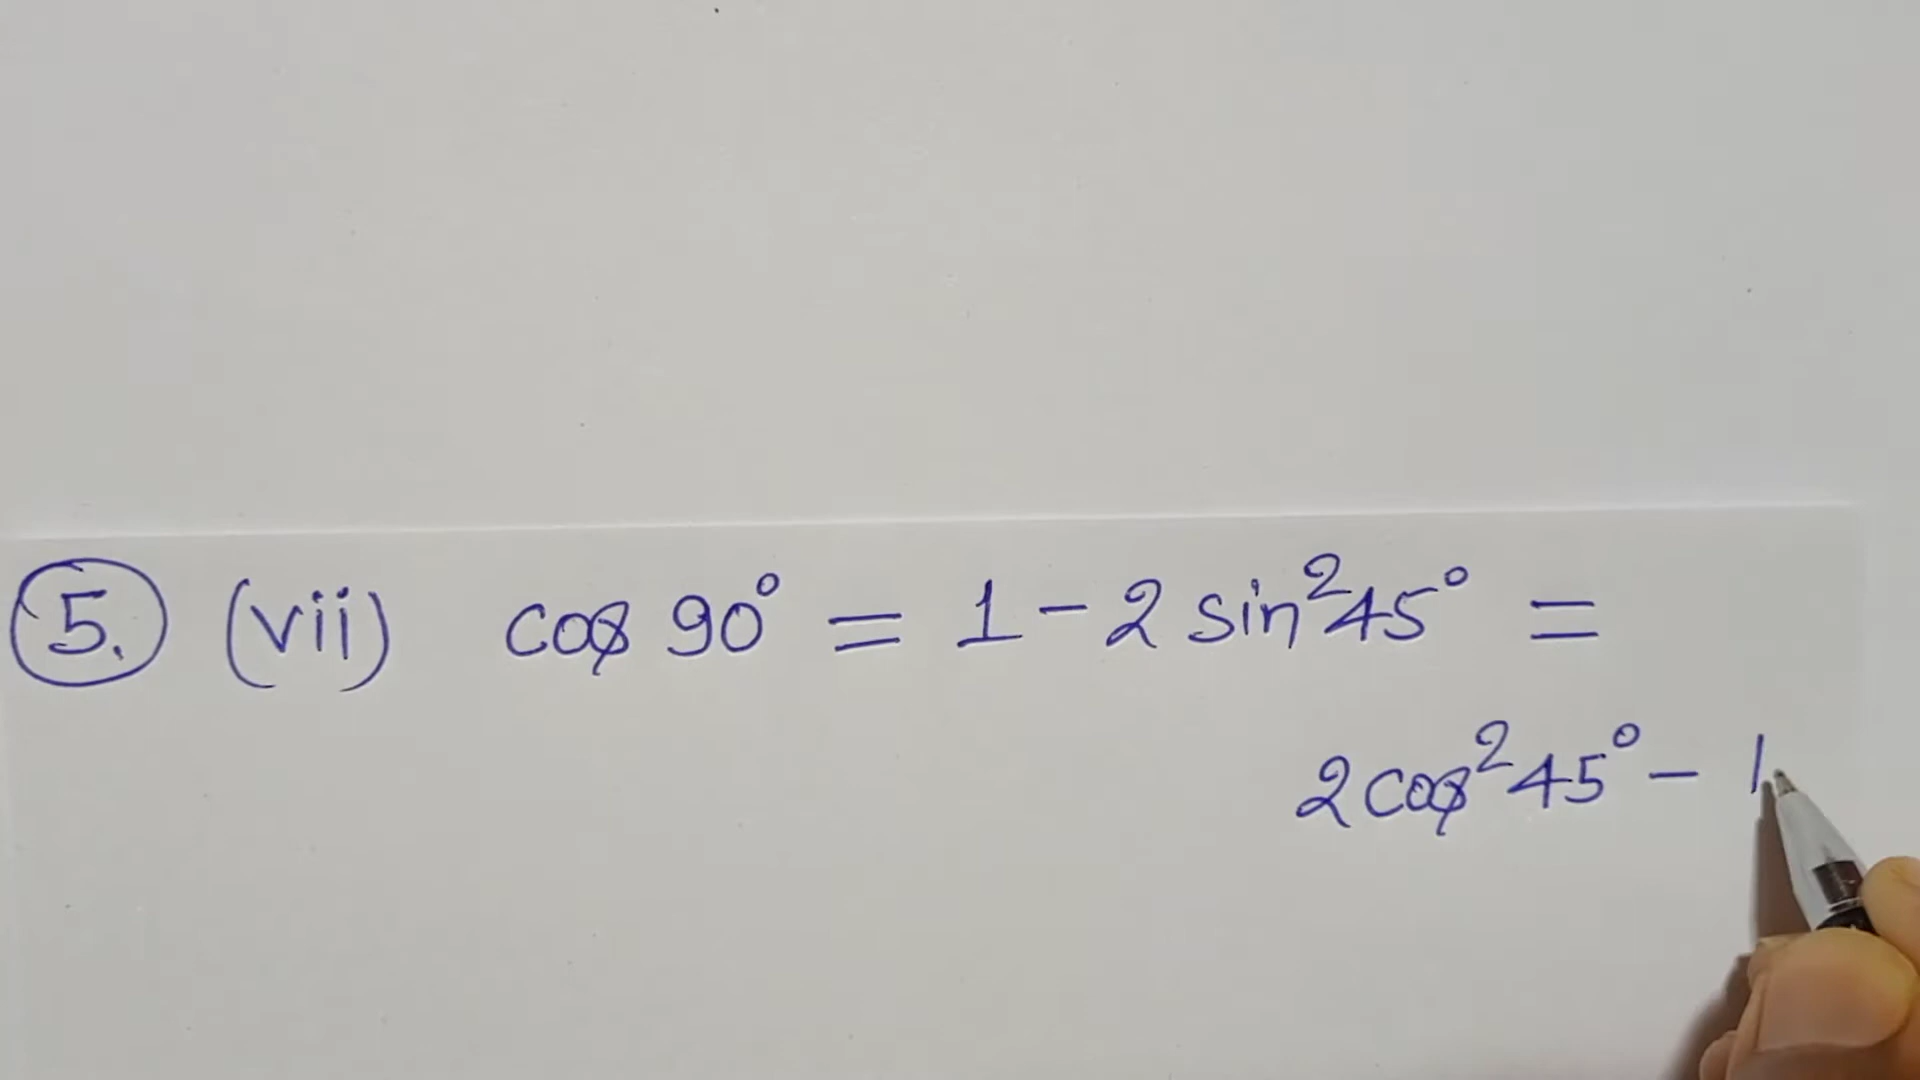 5. (vii) cos 90° = 1 - 2 sin²45° =
2 cos²45° - 1